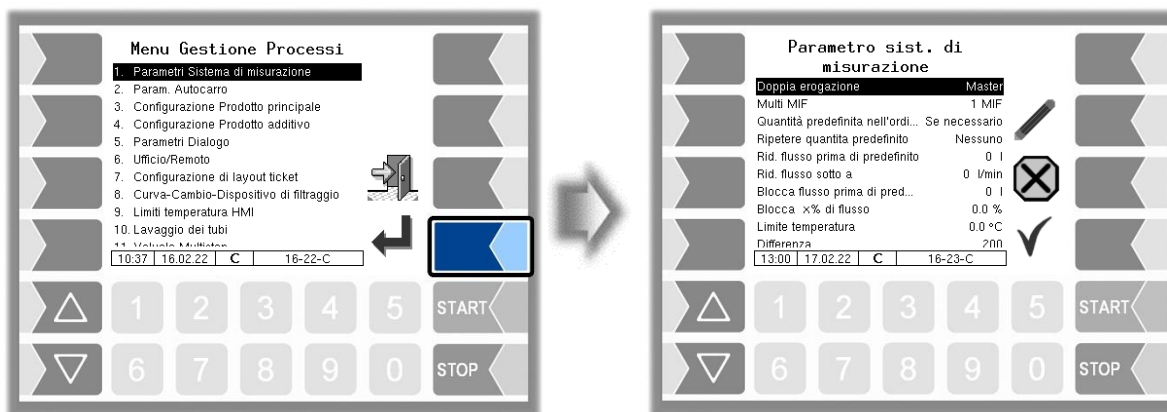 Menu Gestione Processi
1. Parametri Sistema di misurazione
2. Param. Autocarro
3. Configurazione Prodotto principale
4. Configurazione Prodotto additivo
5. Parametri Dialogo
6. Ufficio/Remoto
7. Configurazione di layout ticket
8. Curva-Cambio-Dispositivo di filtraggio
9. Limiti temperatura HMI
10. Lavaggio dei tubi
10:37 16.02.22 C 16-22-C
1 2 3 4 5 START
6 7 8 9 0 STOP
Parametro sist. di
misurazione
Doppia erogazione Master
Multi MIF 1 MIF
Quantità predefinita nell'ordi... Se necessario
Ripetere quantita predefinito Nessuno
Rid. flusso prima di predefinito 0 l
Rid. flusso sotto a 0 l/min
Blocca flusso prima di pred... 0 l
Blocca x% di flusso 0.0 %
Limite temperatura 0.0 °C
Differenza 200
13:00 17.02.22 C 16-23-C
1 2 3 4 5 START
6 7 8 9 0 STOP